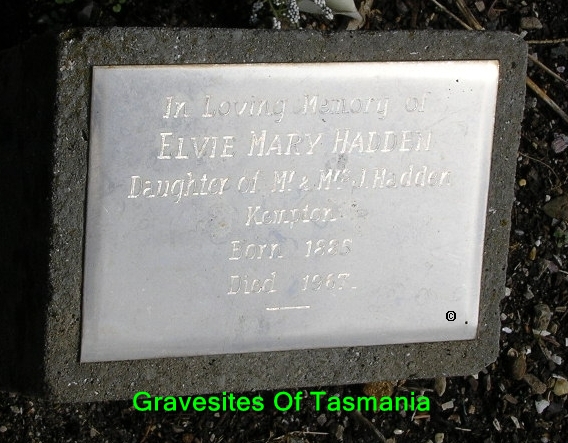 In Loving Memory of
ELVIE MARY HADDEN
Daughter of Mr & Mrs J. Hadden
Kempton
Born 1888
Died 1967.
©
Gravesites Of Tasmania